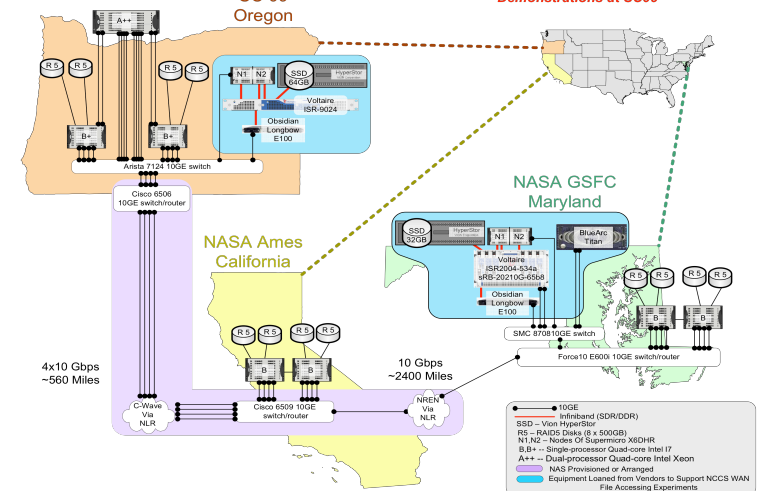 Oregon
A++
R 5
R 5
R 5
R 5
N1
N2
SSD
64GB
HyperStor
Voltaire
ISR-9024
B+
B+
Obsidian
Longbow
E100
Arista 7124 10GE switch
Cisco 6506
10GE switch/router
NASA GSFC
Maryland
SSD
32GB
HyperStor
N1
N2
BlueArc
Titan
Voltaire
ISR2004-534a
sRB-20210G-65b8
Obsidian
Longbow
E100
R 5
R 5
R 5
R 5
B
B
SMC 870810GE switch
Force10 E600i 10GE switch/router
NASA Ames
California
R 5
R 5
R 5
R 5
B
B
4x10 Gbps
~560 Miles
10 Gbps
~2400 Miles
C-Wave
Via
NLR
Cisco 6509 10GE
switch/router
NREN
Via
NLR
10GE
Infiniband (SDR/DDR)
SSD – Vion HyperStor
R5 – RAID5 Disks (8 x 500GB)
N1,N2 – Nodes Of Supermicro X6DHR
B,B+ -- Single-processor Quad-core Intel I7
A++ -- Dual-processor Quad-core Intel Xeon
NAS Provisioned or Arranged
Equipment Loaned from Vendors to Support NCCS WAN
File Accessing Experiments